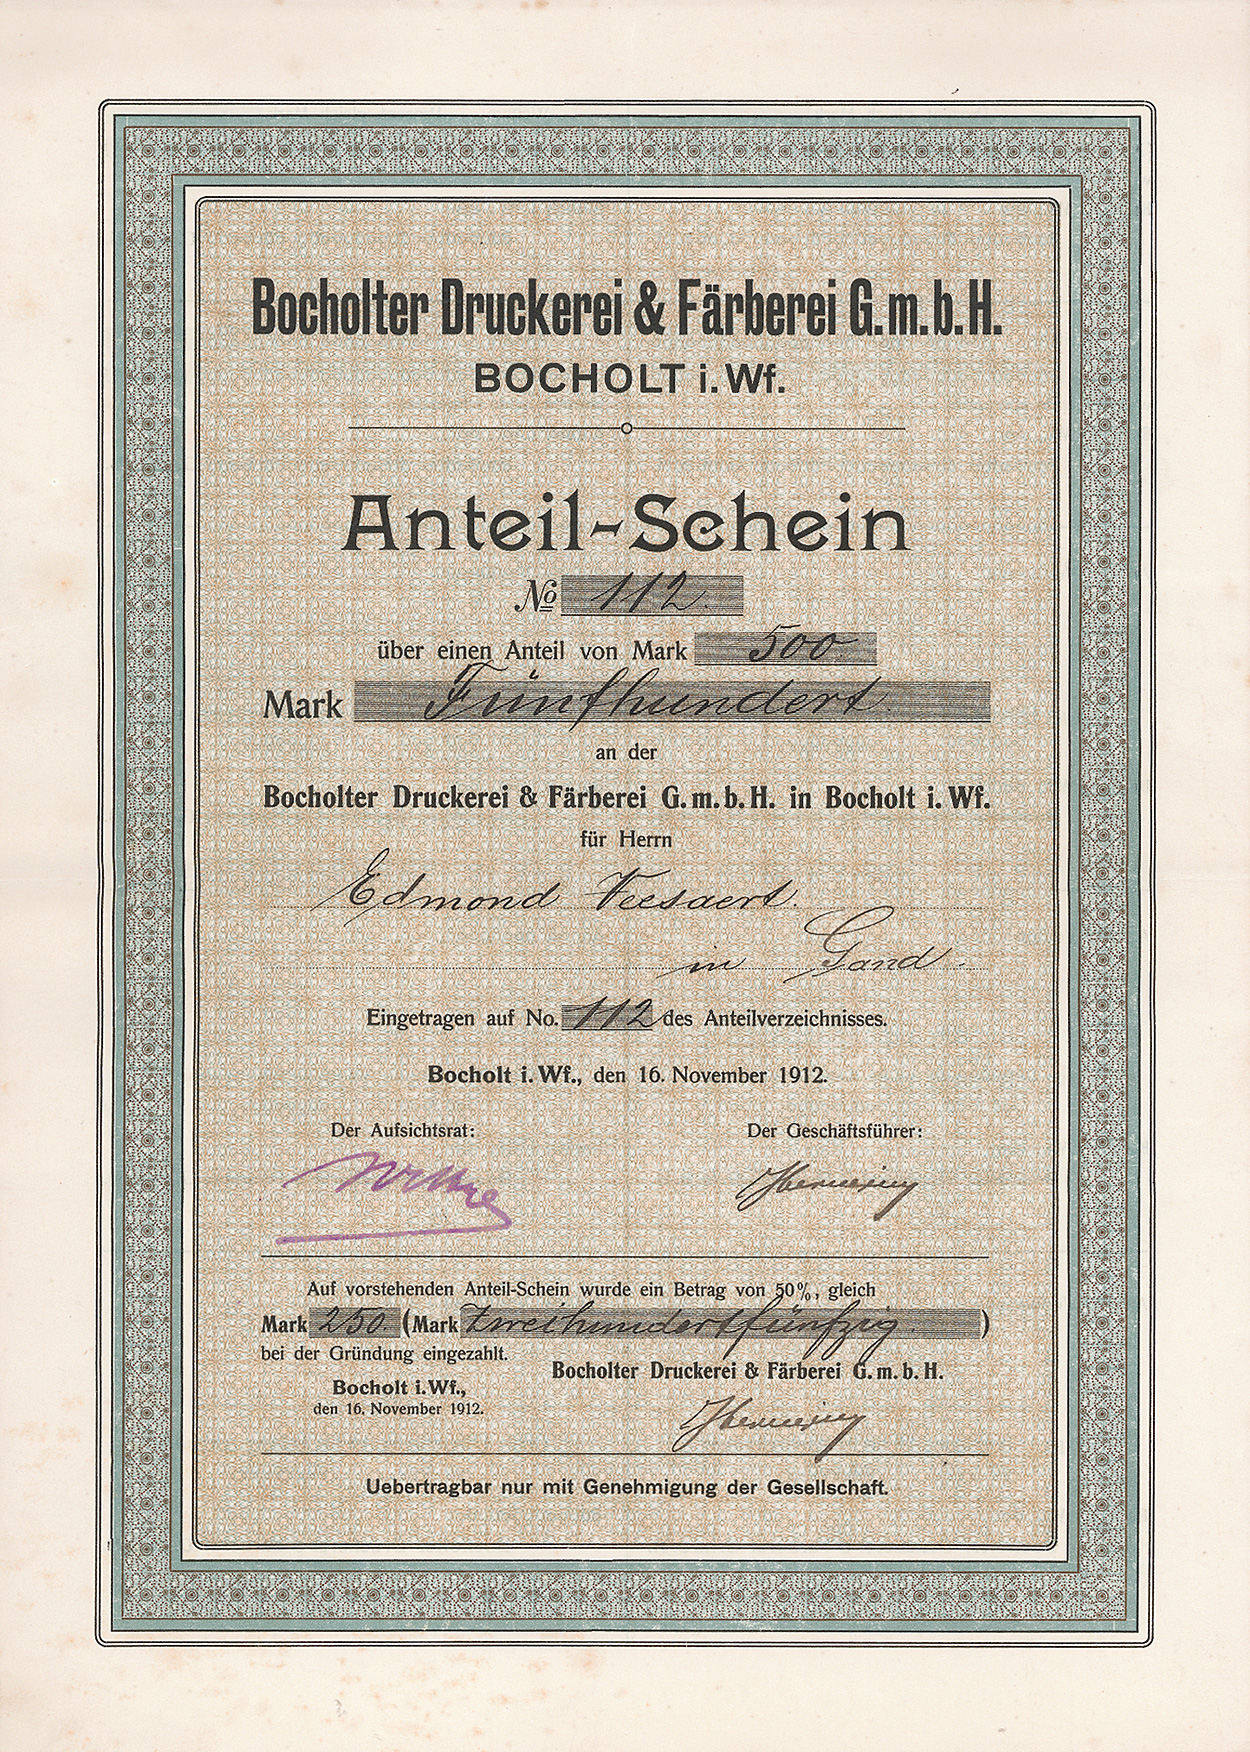 Bocholter Druckerei & Färberei G.m.b.H.
BOCHOLT i. Wf.
Anteil-Schein
No 112.
über einen Anteil von Mark 500.
Mark Fünfhundert.
an der
Bocholter Druckerei & Färberei G.m.b.H. in Bocholt i. Wf.
für Herrn
Edmond Veesaert.
in Gand.
Eingetragen auf No. 112 des Anteilverzeichnisses.
Bocholt i. Wf., den 16. November 1912.
Der Aufsichtsrat: Der Geschäftsführer:
Auf vorstehenden Anteil-Schein wurde ein Betrag von 50%, gleich
Mark 250. (Mark Zweihundertfünfzig. )
bei der Gründung eingezahlt.
Bocholter Druckerei & Färberei G.m.b.H.
Bocholt i. Wf.,
den 16. November 1912.
Uebertragbar nur mit Genehmigung der Gesellschaft.